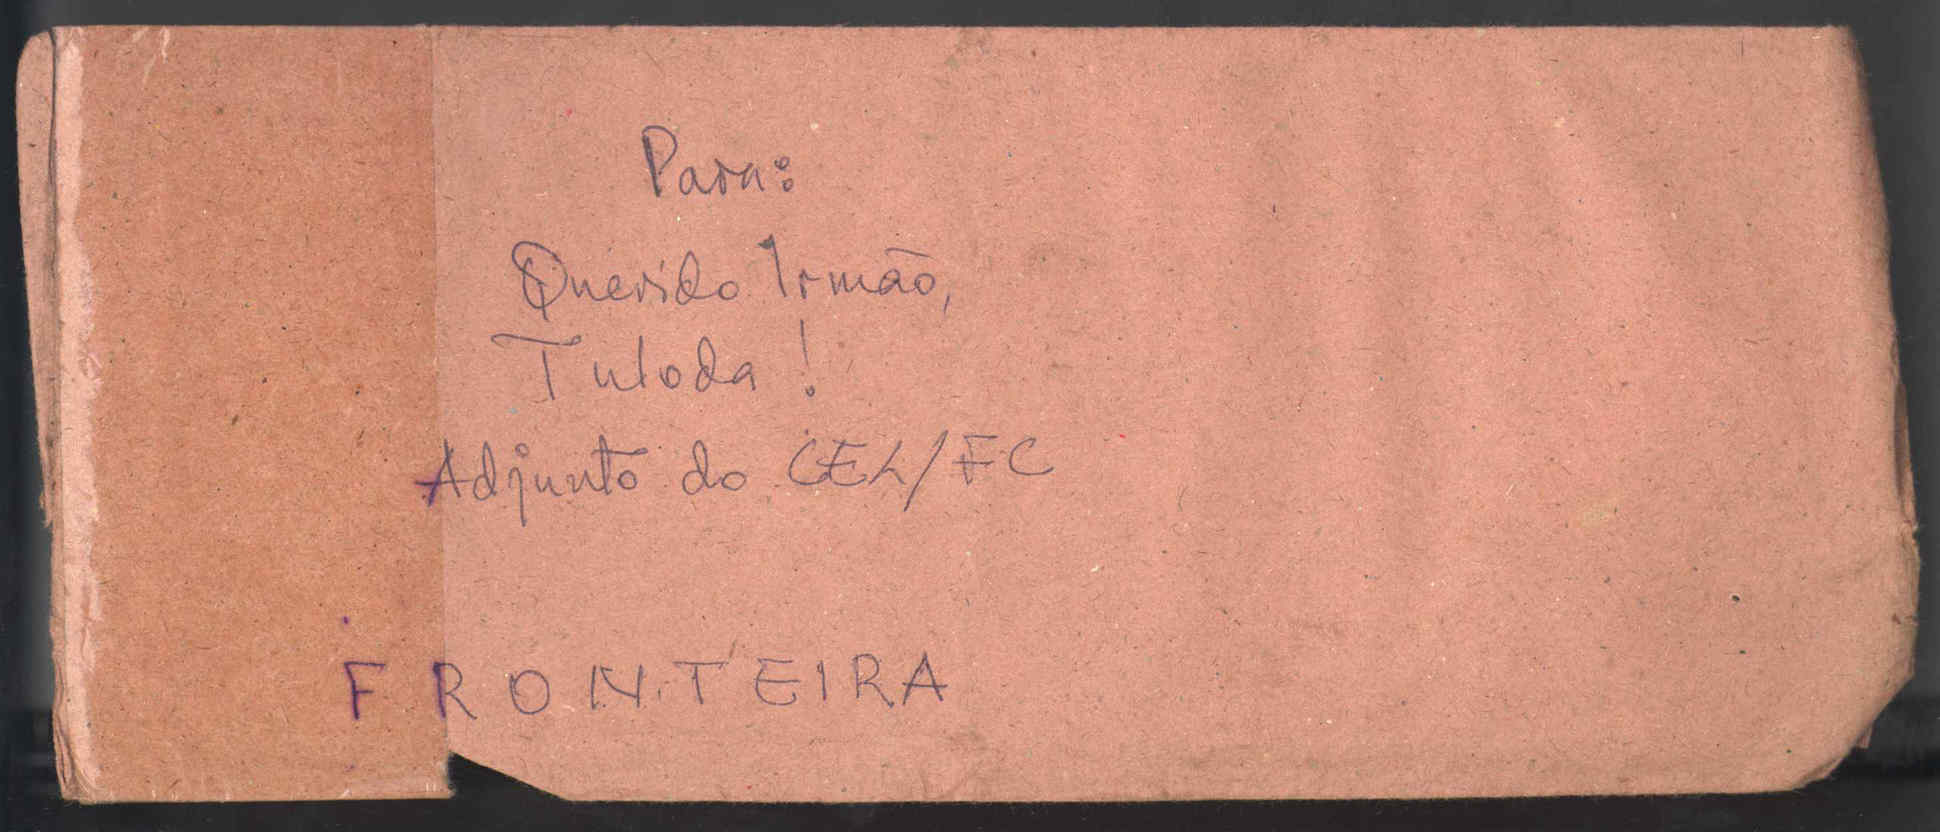 Para:
Querido Irmão,
Tuloda!
Adjunto do CEL/FC
FRONTEIRA